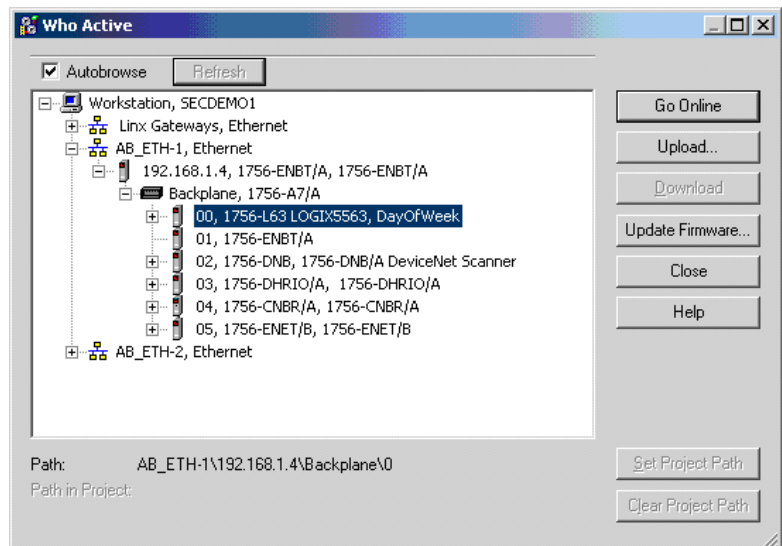 Who Active
Autobrowse Refresh
Workstation, SECDEMO1
Linx Gateways, Ethernet
AB_ETH-1, Ethernet
192.168.1.4, 1756-ENBT/A, 1756-ENBT/A
Backplane, 1756-A7/A
00, 1756-L63 LOGIX5563, DayOfWeek
01, 1756-ENBT/A
02, 1756-DNB, 1756-DNB/A DeviceNet Scanner
03, 1756-DHRIO/A, 1756-DHRIO/A
04, 1756-CNBR/A, 1756-CNBR/A
05, 1756-ENET/B, 1756-ENET/B
AB_ETH-2, Ethernet
Go Online
Upload...
Download
Update Firmware...
Close
Help
Path: AB_ETH-1\192.168.1.4\Backplane\0
Path in Project:
Set Project Path
Clear Project Path